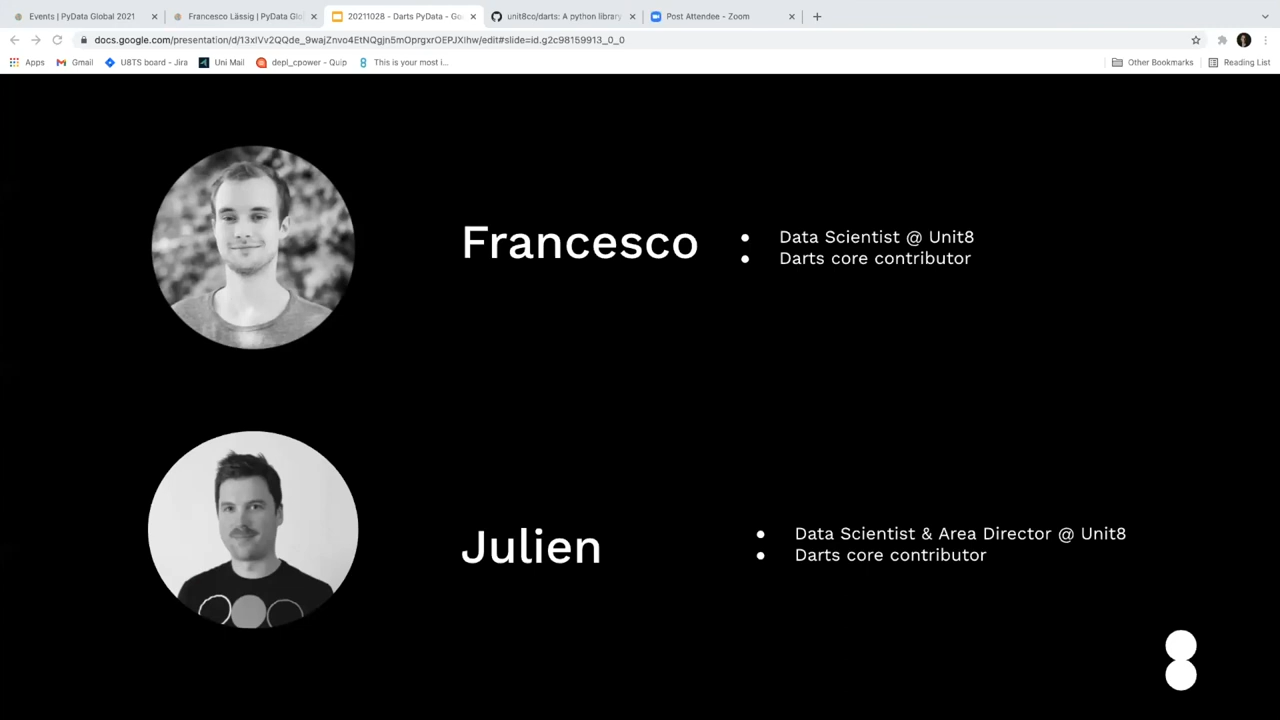 Events | PyData Global 2021
Francesco Lässig | PyData Glo
20211028 - Darts PyData - Go
unit8co/darts: A python library
Post Attendee - Zoom
docs.google.com/presentation/d/13xIVv2QQde_9wajZnvo4EtNQgjn5mOprgxrOEPJXIhw/edit#slide=id.g2c98159913_0_0
Apps
Gmail
U8TS board - Jira
Uni Mail
depl_cpower - Quip
This is your most i...
Other Bookmarks
Reading List
Francesco
• Data Scientist @ Unit8
• Darts core contributor
Julien
• Data Scientist & Area Director @ Unit8
• Darts core contributor